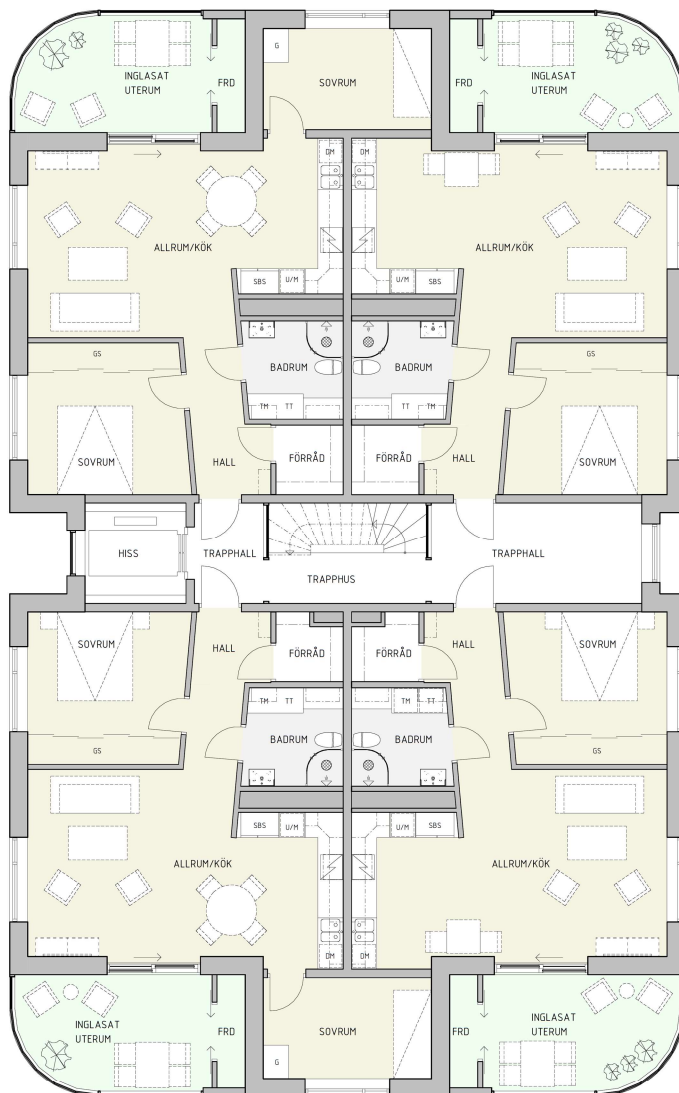 G
SOVRUM
INGLASAT
UTERUM
FRD
FRD
INGLASAT
UTERUM
DM
DM
ALLRUM/KÖK
ALLRUM/KÖK
SBS
U/M
U/M
SBS
GS
BADRUM
BADRUM
GS
TM
TT
TT
TM
SOVRUM
HALL
FÖRRÅD
FÖRRÅD
HALL
SOVRUM
HISS
TRAPPHALL
TRAPPHALL
TRAPPHUS
SOVRUM
HALL
FÖRRÅD
FÖRRÅD
HALL
SOVRUM
TM
TT
TM
TT
BADRUM
BADRUM
GS
GS
SBS
U/M
U/M
SBS
ALLRUM/KÖK
ALLRUM/KÖK
DM
DM
INGLASAT
UTERUM
FRD
SOVRUM
FRD
INGLASAT
UTERUM
G